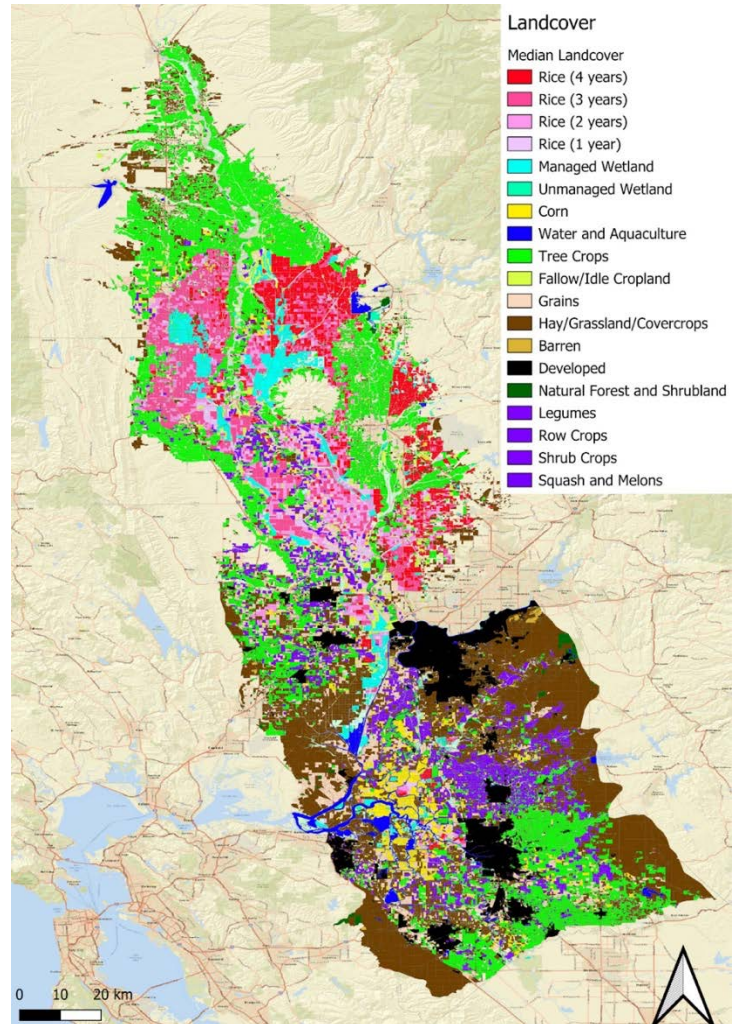 Landcover
Median Landcover
Rice (4 years)
Rice (3 years)
Rice (2 years)
Rice (1 year)
Managed Wetland
Unmanaged Wetland
Corn
Water and Aquaculture
Tree Crops
Fallow/Idle Cropland
Grains
Hay/Grassland/Covercrops
Barren
Developed
Natural Forest and Shrubland
Legumes
Row Crops
Shrub Crops
Squash and Melons
0 10 20 km